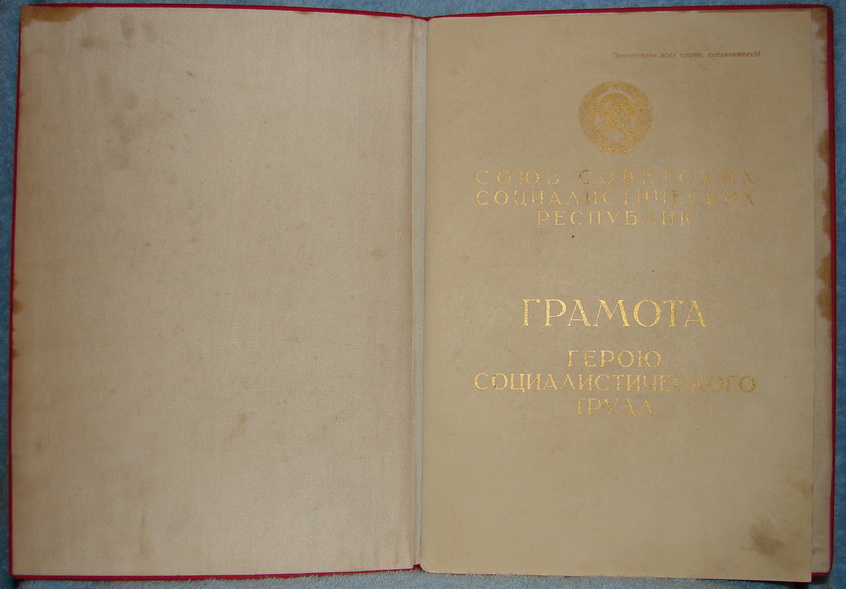 Пролетарии всех стран, соединяйтесь!
СОЮЗ СОВЕТСКИХ
СОЦИАЛИСТИЧЕСКИХ
РЕСПУБЛИК
ГРАМОТА
ГЕРОЮ
СОЦИАЛИСТИЧЕСКОГО
ТРУДА